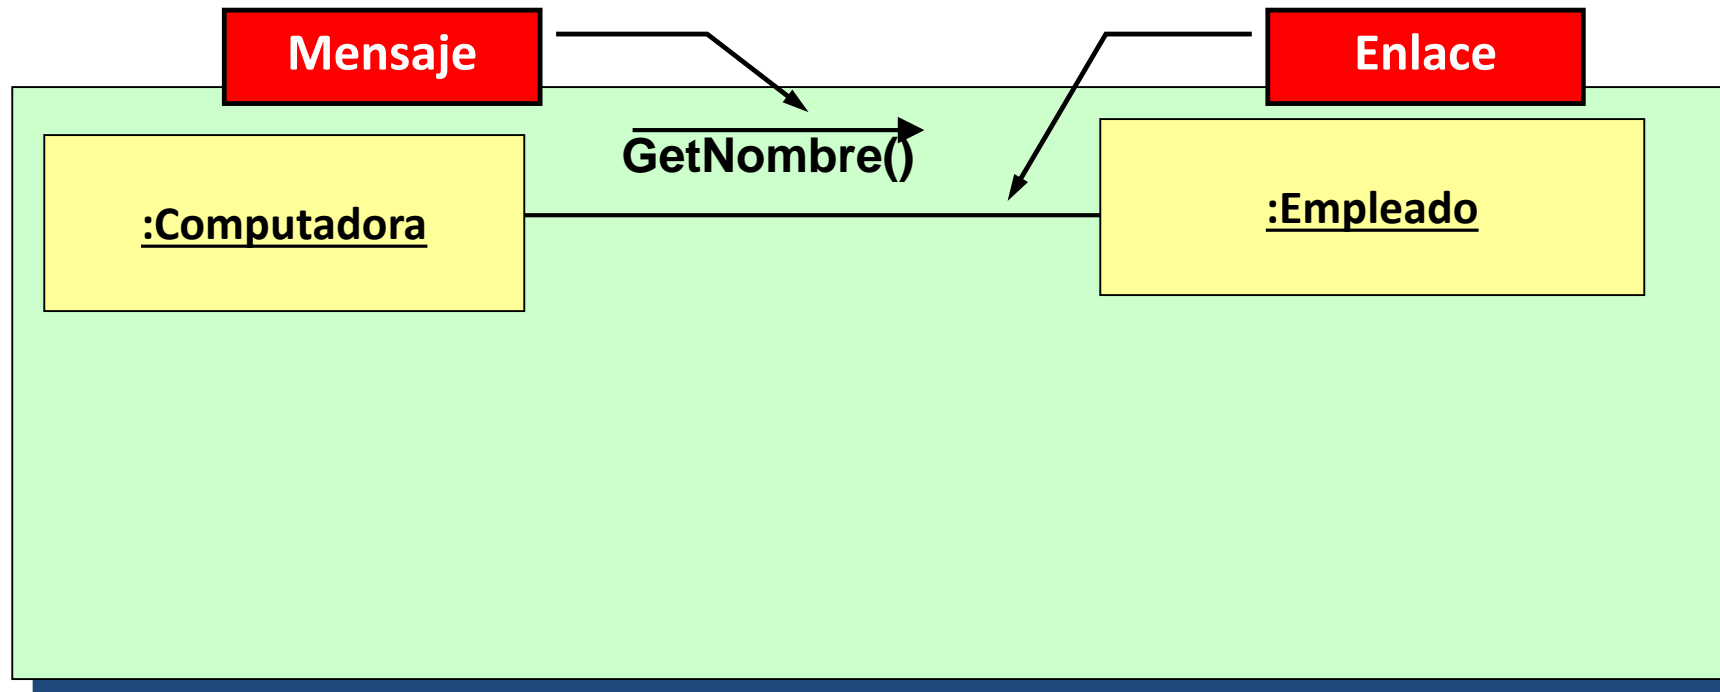 Mensaje
Enlace
GetNombre()
:Computadora
:Empleado